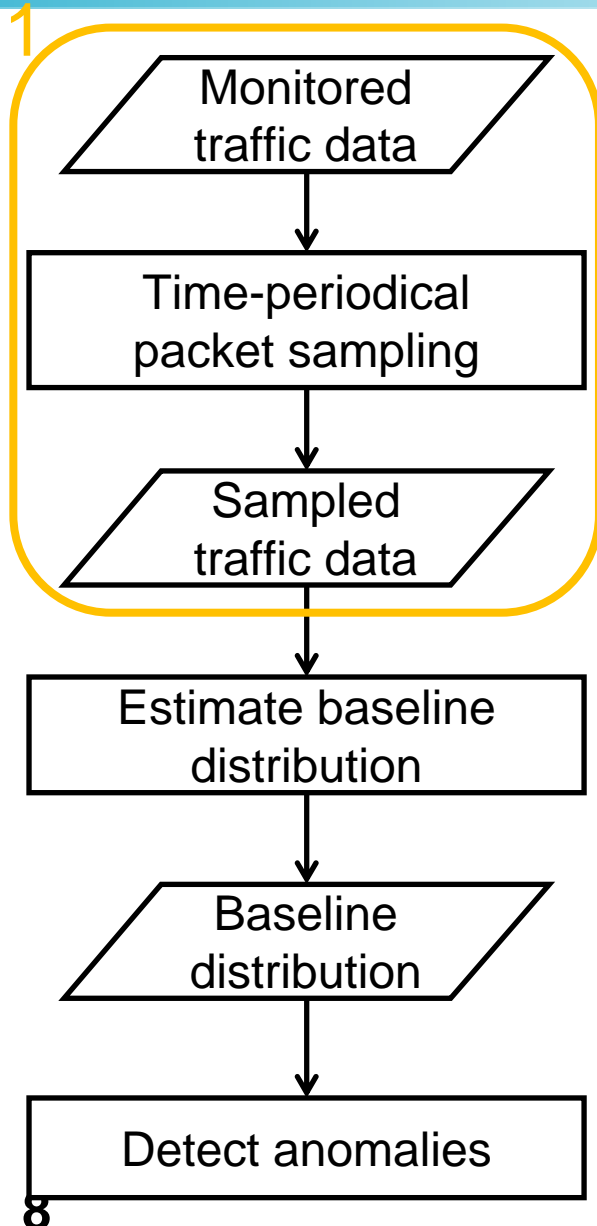 1
Monitored
traffic data
Time-periodical
packet sampling
Sampled
traffic data
Estimate baseline
distribution
Baseline
distribution
Detect anomalies
8